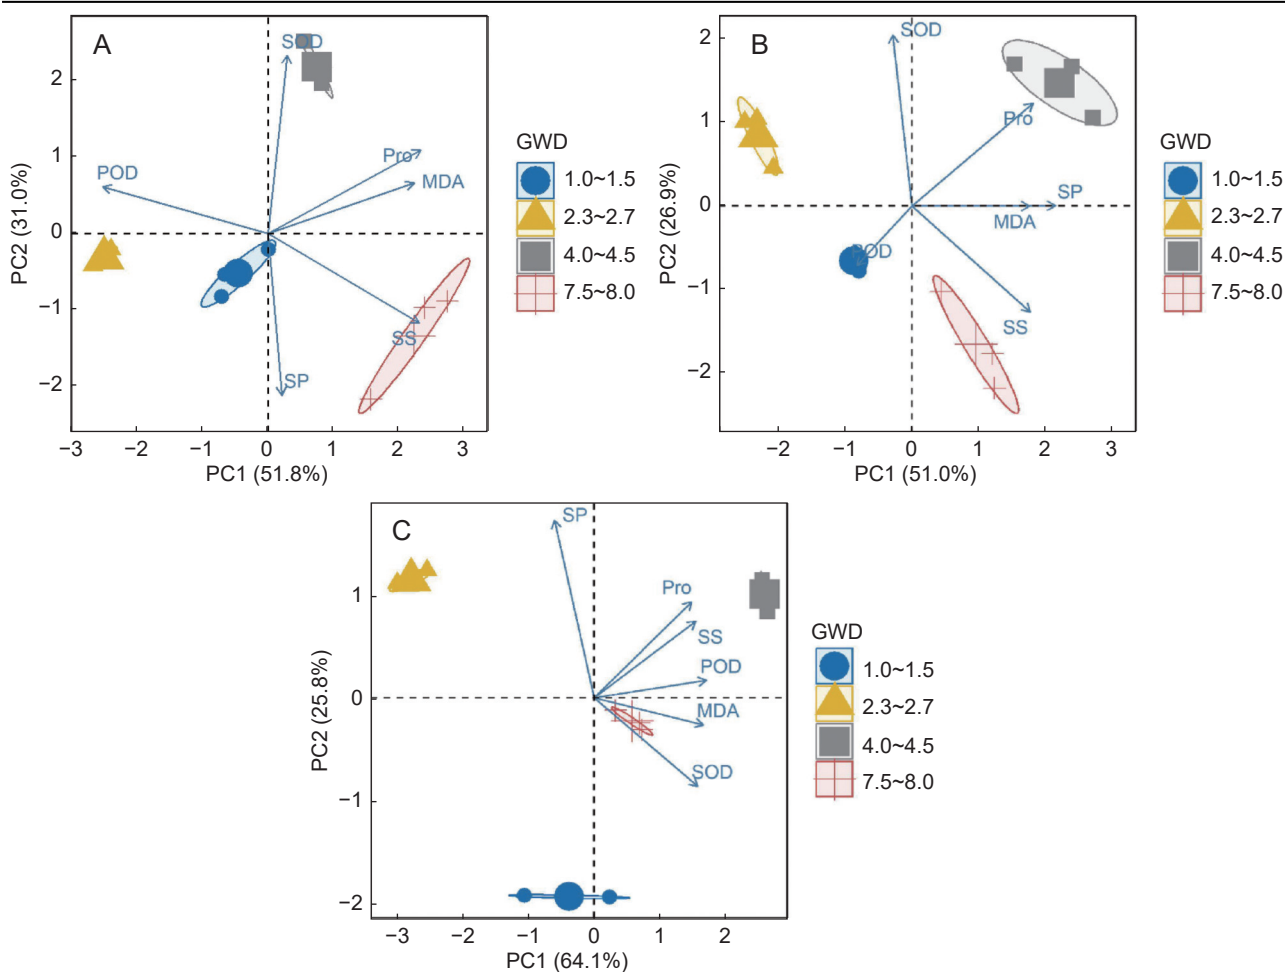 A
SOD
2
Pro
1
POD
MDA
PC2 (31.0%)
0
−1
SS
SP
−2
−3
−2
−1
0
1
2
3
PC1 (51.8%)
GWD
1.0~1.5
2.3~2.7
4.0~4.5
7.5~8.0
B
SOD
2
Pro
1
SP
PC2 (26.9%)
0
MDA
POD
−1
SS
−2
−1
0
1
2
3
PC1 (51.0%)
GWD
1.0~1.5
2.3~2.7
4.0~4.5
7.5~8.0
C
SP
Pro
1
SS
POD
PC2 (25.8%)
0
MDA
SOD
−1
−2
−3
−2
−1
0
1
2
PC1 (64.1%)
GWD
1.0~1.5
2.3~2.7
4.0~4.5
7.5~8.0